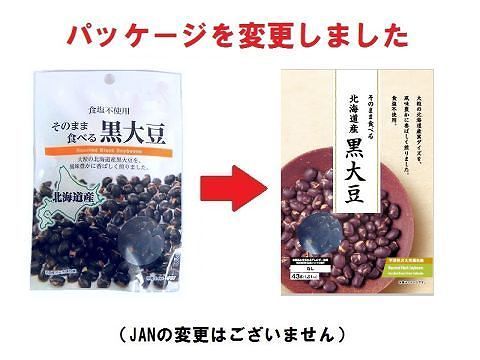 パッケージを変更しました
食塩不使用
そのまま
食べる
黒大豆
Roasted Black Soybeans
大粒の北海道産黒大豆を、
風味豊かに香ばしく煎りました。
北海道産
大粒の北海道産黒ダイズを、
風味豊かに香ばしく煎りました。
食塩不使用。
そのまま食べる
北海道産
黒大豆
43g
(JANの変更はございません)